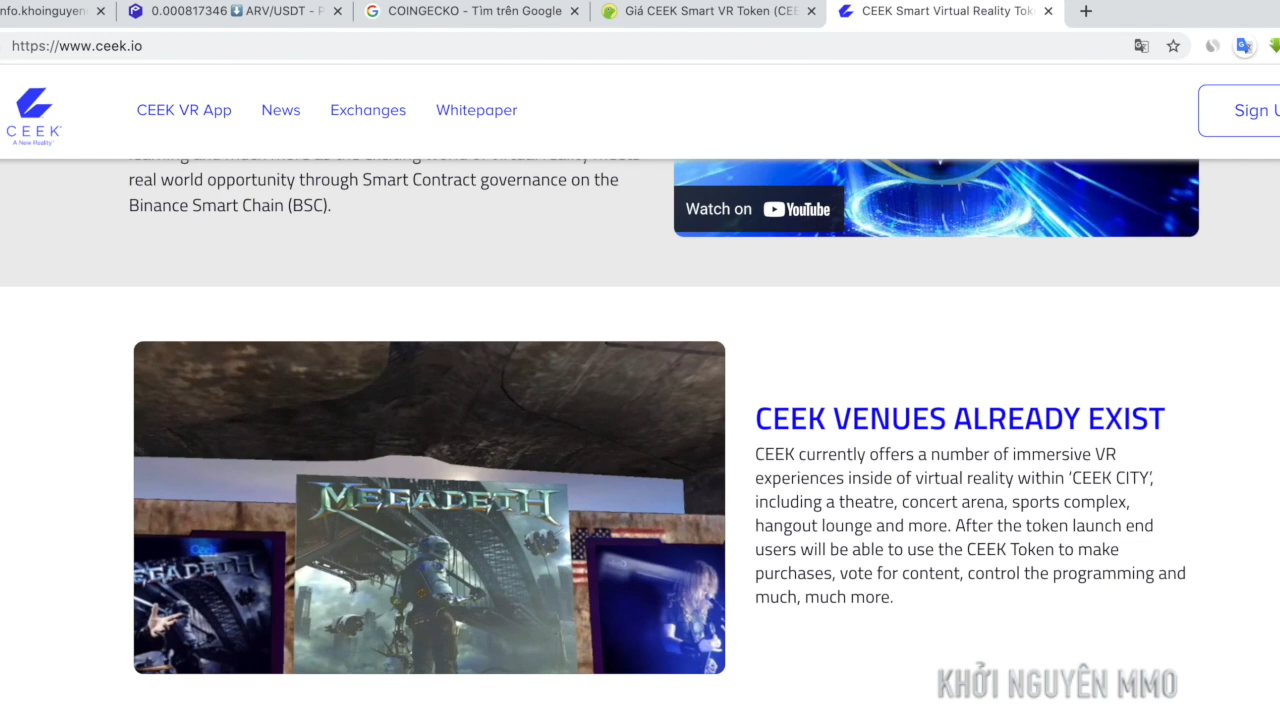 nfo.khoinguyen
0.000817346 ⬇ ARV/USDT - P
COINGECKO - Tìm trên Google
Giá CEEK Smart VR Token (CEE
CEEK Smart Virtual Reality Tok
https://www.ceek.io
CEEK
A New Reality
CEEK VR App
News
Exchanges
Whitepaper
Sign U
real world opportunity through Smart Contract governance on the
Binance Smart Chain (BSC).
Watch on YouTube
MEGADETH
MEGADETH
CEEK VENUES ALREADY EXIST
CEEK currently offers a number of immersive VR
experiences inside of virtual reality within ‘CEEK CITY’,
including a theatre, concert arena, sports complex,
hangout lounge and more. After the token launch end
users will be able to use the CEEK Token to make
purchases, vote for content, control the programming and
much, much more.
KHỞI NGUYÊN MMO